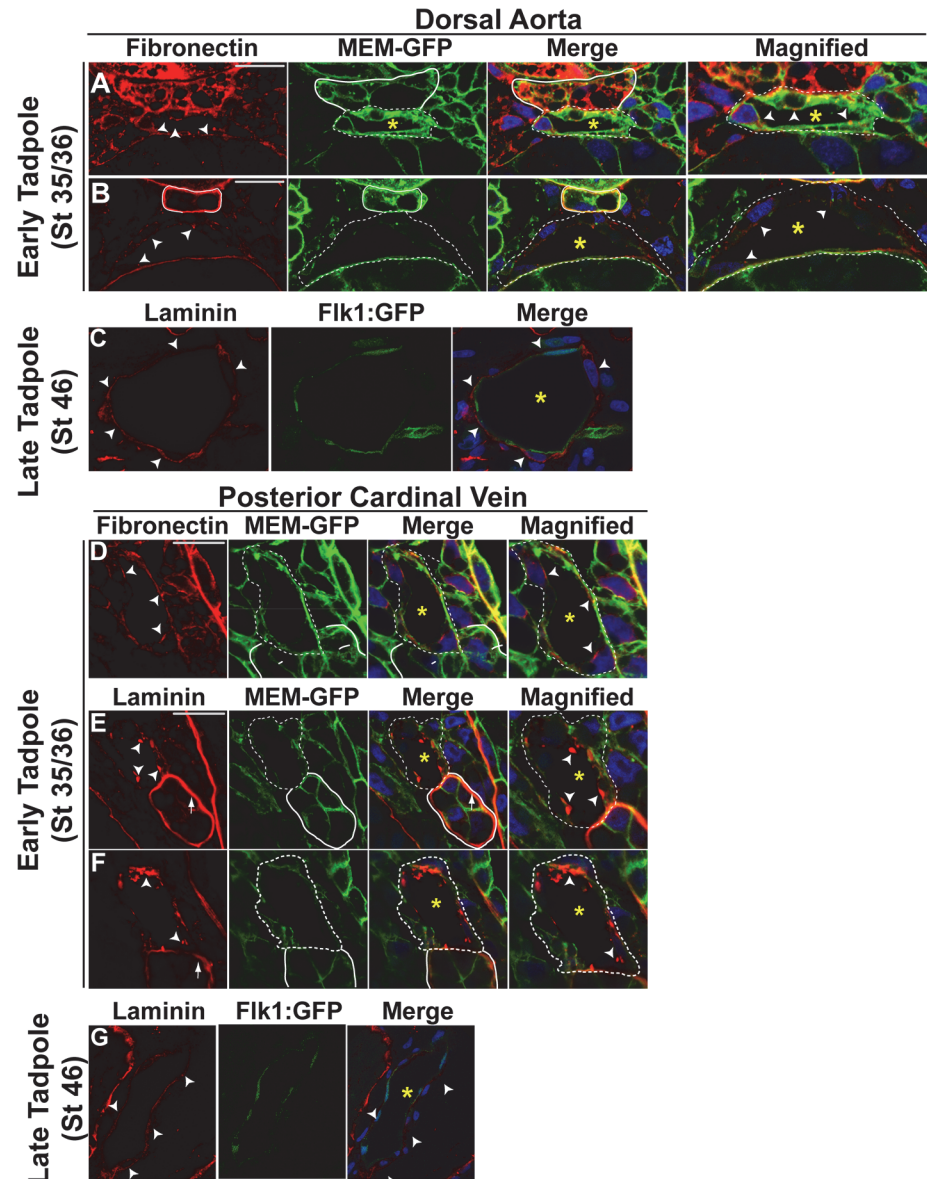 Dorsal Aorta
Fibronectin MEM-GFP Merge Magnified
Early Tadpole
(St 35/36)
A
*
*
*
B
*
*
Laminin Flk1:GFP Merge
Late Tadpole
(St 46)
C
*
Posterior Cardinal Vein
Fibronectin MEM-GFP Merge Magnified
Early Tadpole
(St 35/36)
D
*
*
Laminin MEM-GFP Merge Magnified
E
*
*
F
*
*
Laminin Flk1:GFP Merge
Late Tadpole
(St 46)
G
*